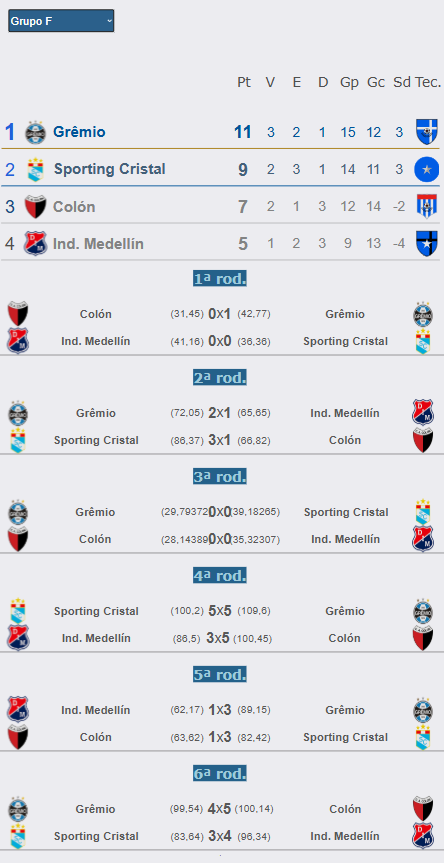 Grupo F
Pt V E D Gp Gc Sd Tec.
1 Grêmio 11 3 2 1 15 12 3
2 Sporting Cristal 9 2 3 1 14 11 3
3 Colón 7 2 1 3 12 14 -2
4 Ind. Medellín 5 1 2 3 9 13 -4
1ª rod.
Colón (31,45) 0X1 (42,77) Grêmio
Ind. Medellín (41,16) 0X0 (36,36) Sporting Cristal
2ª rod.
Grêmio (72,05) 2X1 (65,65) Ind. Medellín
Sporting Cristal (86,37) 3X1 (66,82) Colón
3ª rod.
Grêmio (29,79372 0X0 (39,18265) Sporting Cristal
Colón (28,14389 0X0 (35,32307) Ind. Medellín
4ª rod.
Sporting Cristal (100,2) 5X5 (109,6) Grêmio
Ind. Medellín (86,5) 3X5 (100,45) Colón
5ª rod.
Ind. Medellín (62,17) 1X3 (89,15) Grêmio
Colón (63,62) 1X3 (82,42) Sporting Cristal
6ª rod.
Grêmio (99,54) 4X5 (100,14) Colón
Sporting Cristal (83,64) 3X4 (96,34) Ind. Medellín